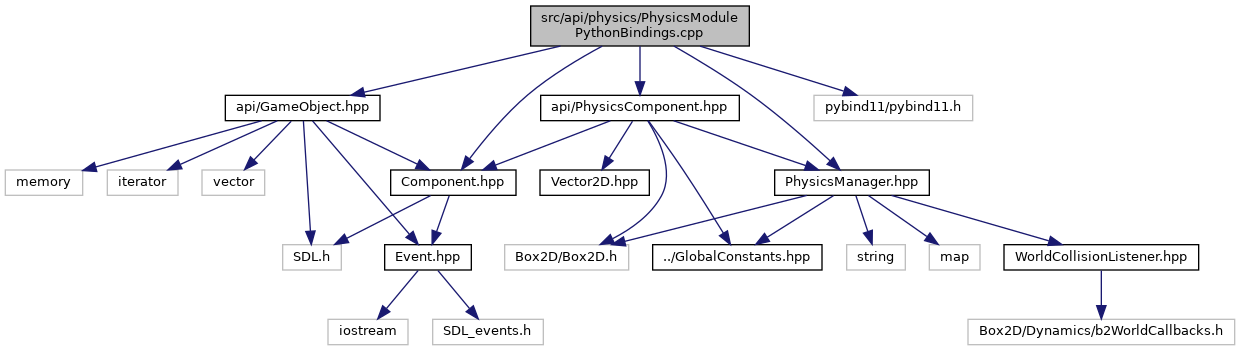 src/api/physics/PhysicsModule
PythonBindings.cpp
api/GameObject.hpp
api/PhysicsComponent.hpp
pybind11/pybind11.h
memory
iterator
vector
Component.hpp
Vector2D.hpp
PhysicsManager.hpp
SDL.h
Event.hpp
Box2D/Box2D.h
../GlobalConstants.hpp
string
map
WorldCollisionListener.hpp
iostream
SDL_events.h
Box2D/Dynamics/b2WorldCallbacks.h